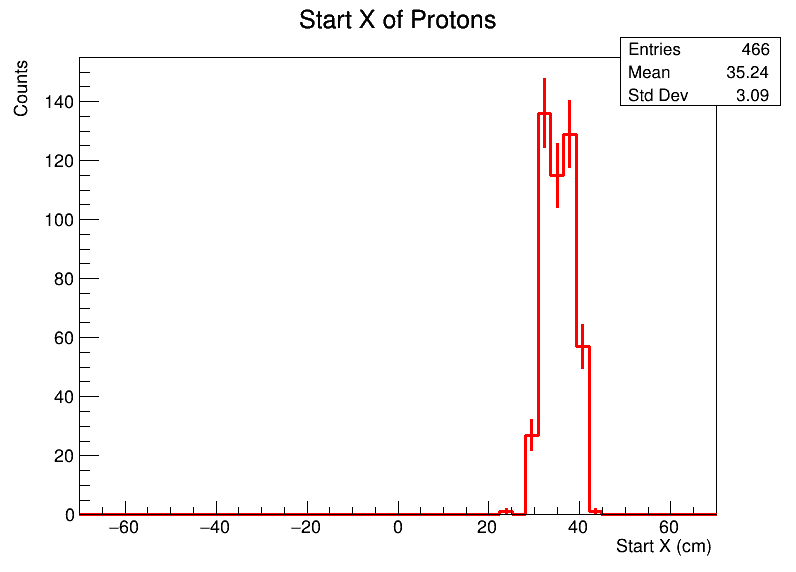 Start X of Protons
Entries 466
Mean 35.24
Std Dev 3.09
Counts
140
120
100
80
60
40
20
0
−60 −40 −20 0 20 40 60
Start X (cm)